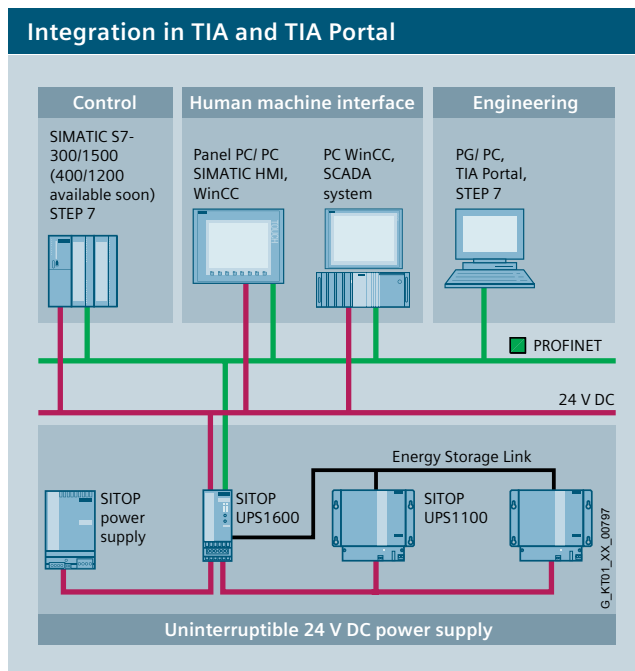 Integration in TIA and TIA Portal
Control
SIMATIC S7-
300/1500
(400/1200
available soon)
STEP 7
Human machine interface
Panel PC/ PC
SIMATIC HMI,
WinCC
TOUCH
PC WinCC,
SCADA
system
Engineering
PG/ PC,
TIA Portal,
STEP 7
PROFINET
24 V DC
Energy Storage Link
SITOP
power
supply
SITOP
UPS1600
SITOP
UPS1100
G_KT01_XX_00797
Uninterruptible 24 V DC power supply